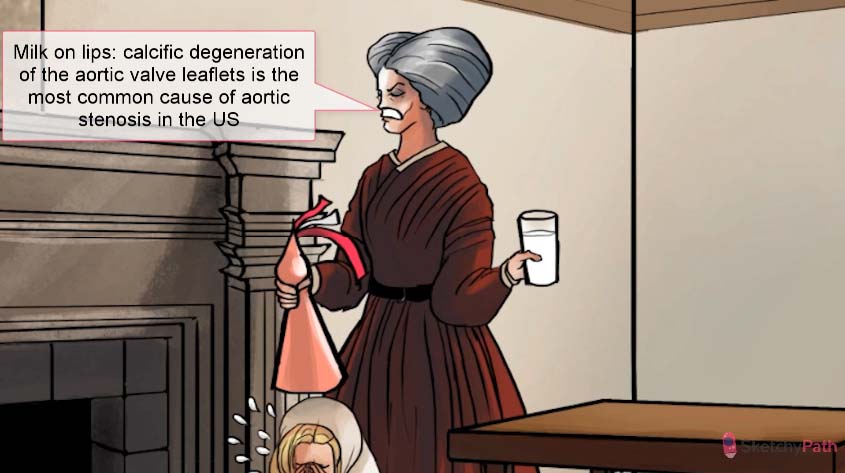 Milk on lips: calcific degeneration
of the aortic valve leaflets is the
most common cause of aortic
stenosis in the US
SketchyPath